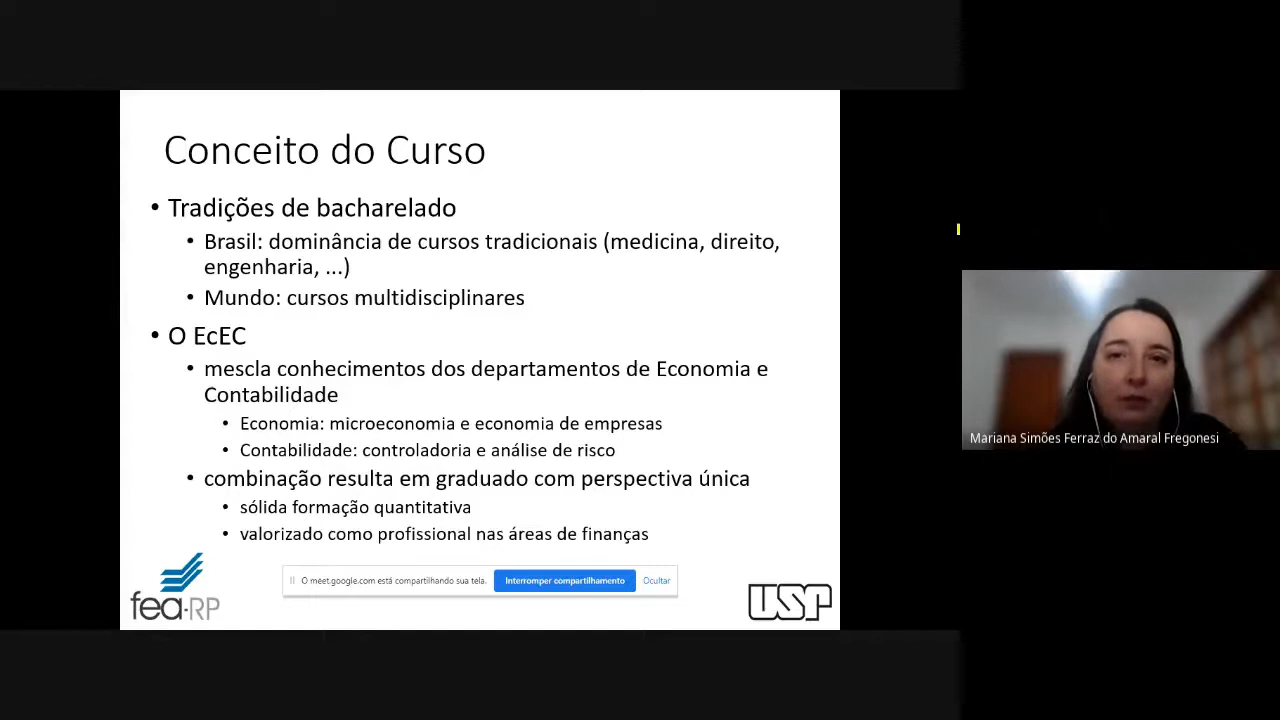 Conceito do Curso
• Tradições de bacharelado
• Brasil: dominância de cursos tradicionais (medicina, direito,
engenharia, ...)
• Mundo: cursos multidisciplinares
• O EcEC
• mescla conhecimentos dos departamentos de Economia e
Contabilidade
• Economia: microeconomia e economia de empresas
• Contabilidade: controladoria e análise de risco
• combinação resulta em graduado com perspectiva única
• sólida formação quantitativa
• valorizado como profissional nas áreas de finanças
fea-RP
O meet.google.com está compartilhando sua tela.
Interromper compartilhamento
Ocultar
USP
Mariana Simões Ferraz do Amaral Fregonesi